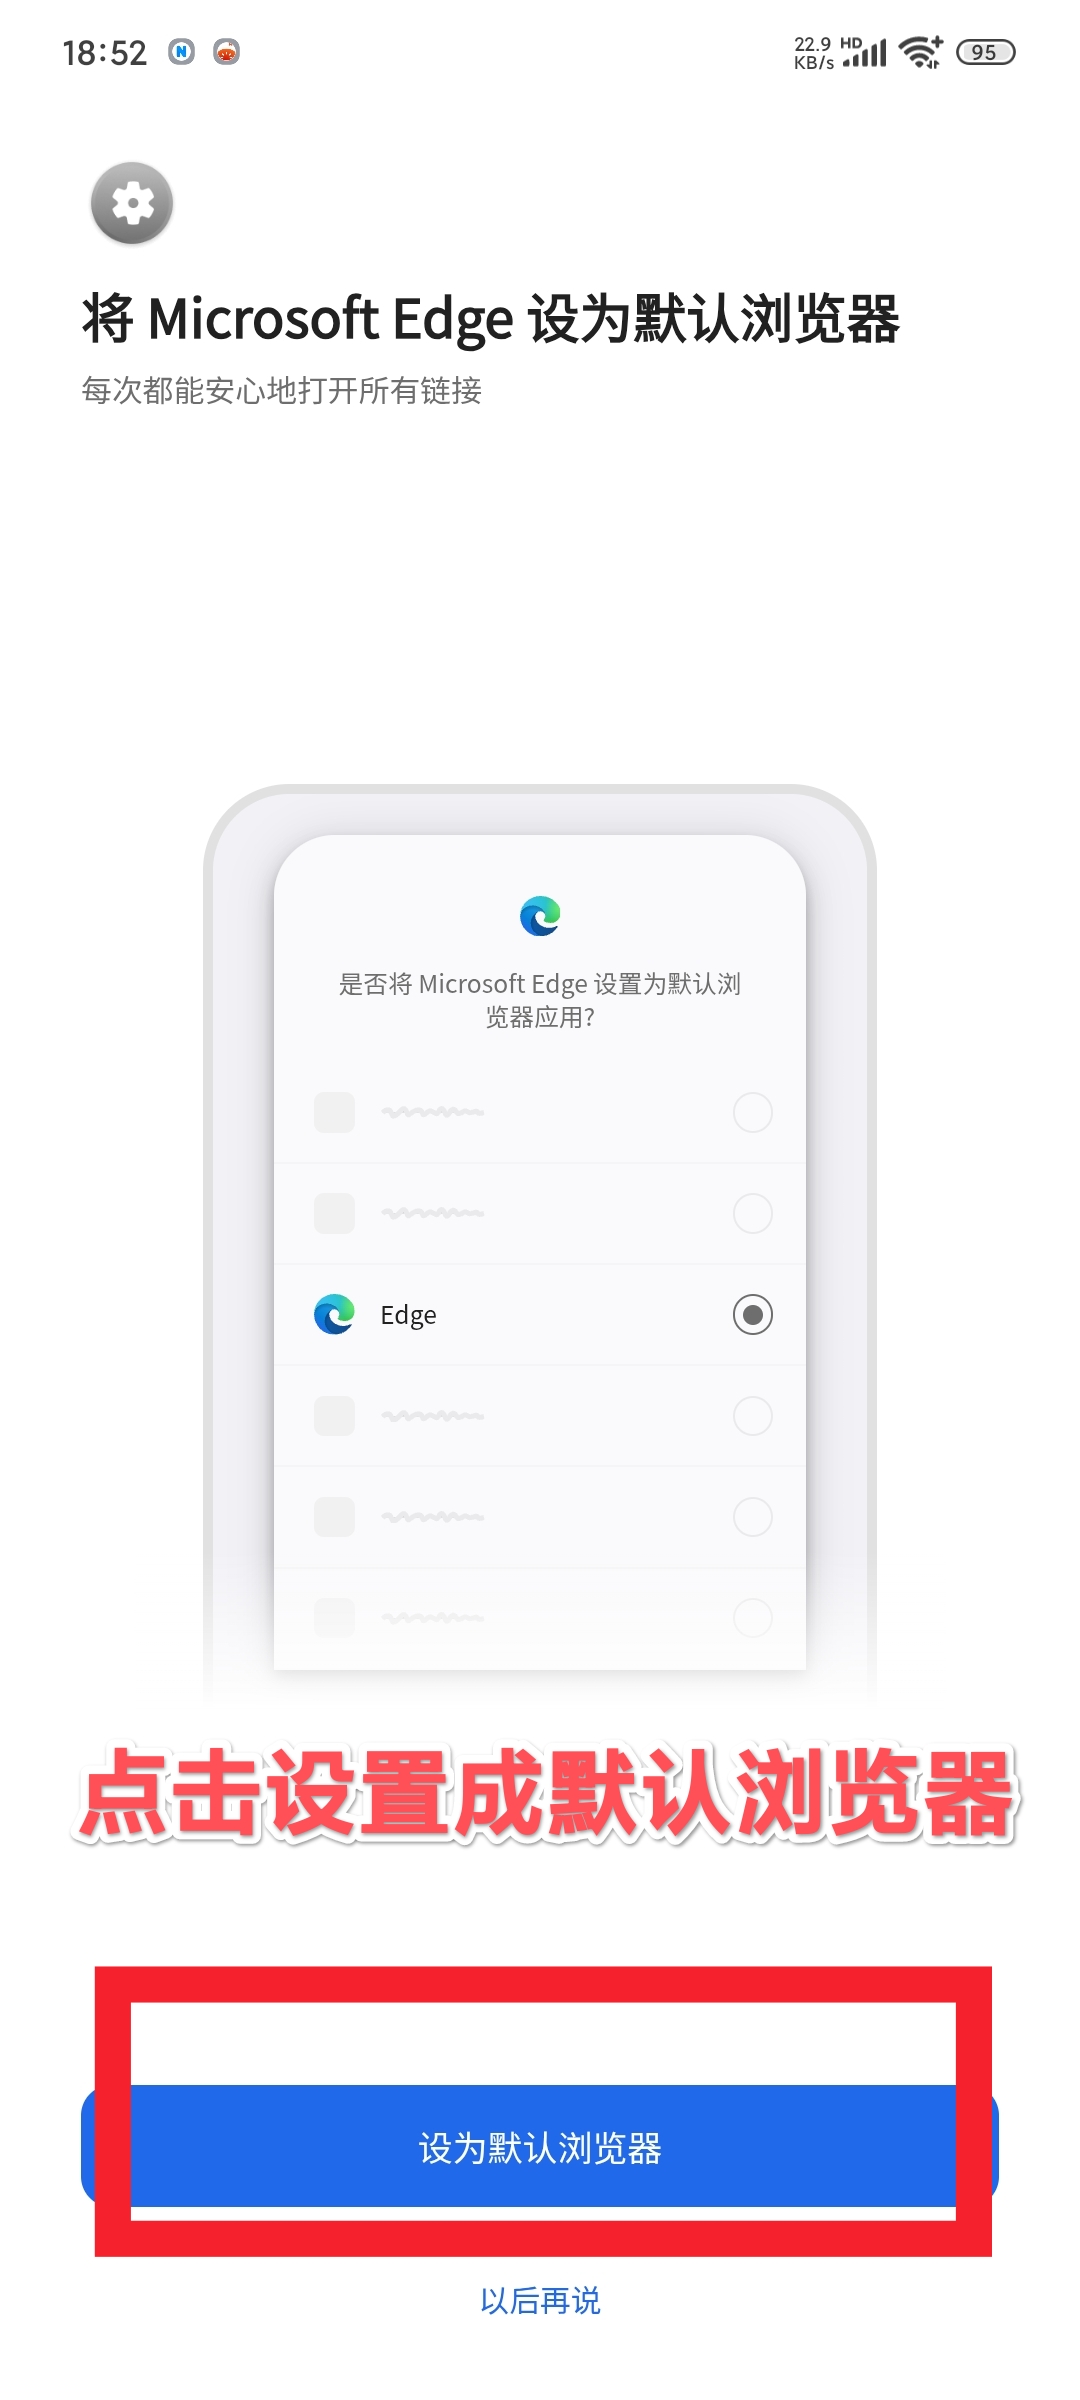 18:52
22.9 KB/s
HD
95
将 Microsoft Edge 设为默认浏览器
每次都能安心地打开所有链接
是否将 Microsoft Edge 设置为默认浏
览器应用?
Edge
点击设置成默认浏览器
设为默认浏览器
以后再说